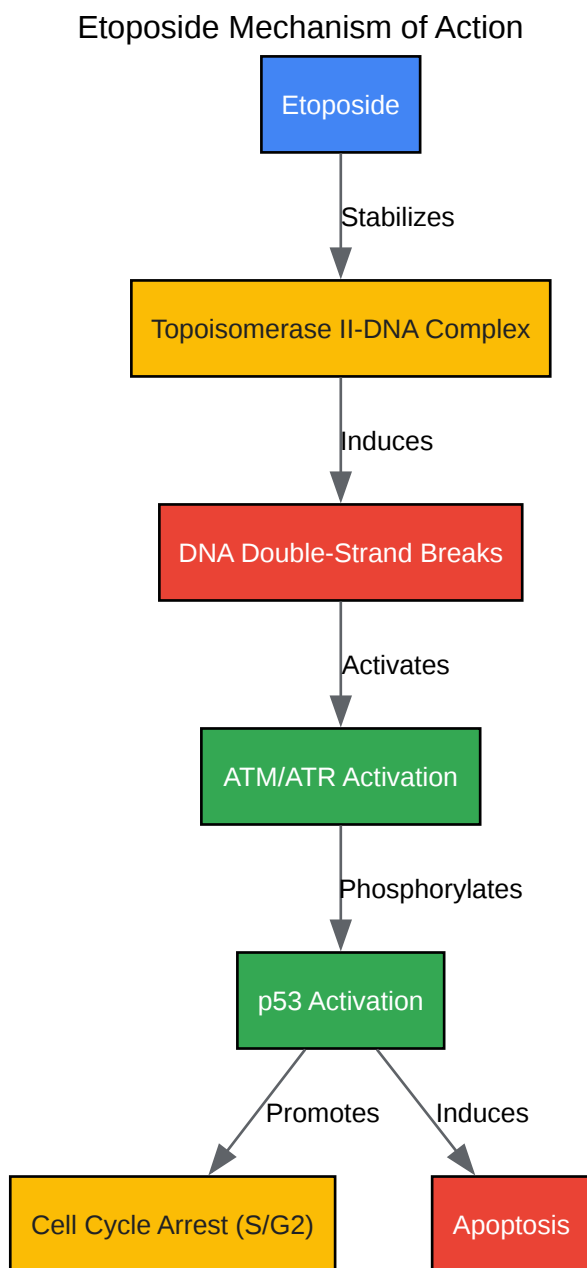 Etoposide Mechanism of Action
Etoposide
Stabilizes
Topoisomerase II-DNA Complex
Induces
DNA Double-Strand Breaks
Activates
ATM/ATR Activation
Phosphorylates
p53 Activation
Promotes
Induces
Cell Cycle Arrest (S/G2)
Apoptosis